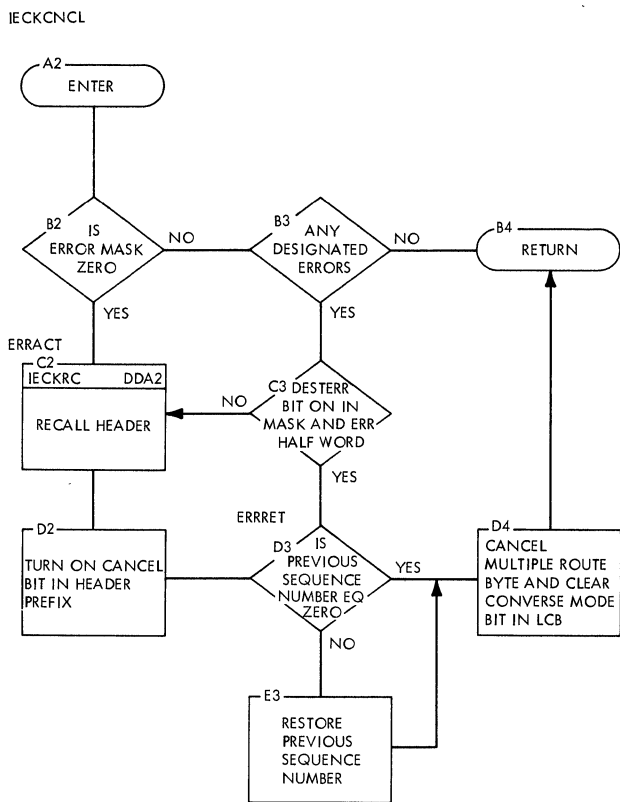 IECKCNCL
A2
ENTER
B2
IS
ERROR MASK
ZERO
NO
YES
B3
ANY
DESIGNATED
ERRORS
NO
YES
B4
RETURN
ERRACT
C2
IECKRC DDA2
RECALL HEADER
NO
C3
DESTERR
BIT ON IN
MASK AND ERR
HALF WORD
YES
D2
TURN ON CANCEL
BIT IN HEADER
PREFIX
ERRRET
D3
IS
PREVIOUS
SEQUENCE
NUMBER EQ
ZERO
YES
NO
D4
CANCEL
MULTIPLE ROUTE
BYTE AND CLEAR
CONVERSE MODE
BIT IN LCB
E3
RESTORE
PREVIOUS
SEQUENCE
NUMBER